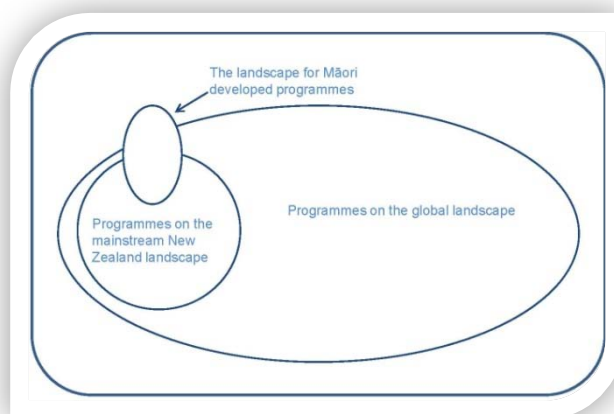 The landscape for Māori
developed programmes
Programmes on the global landscape
Programmes on the
mainstream New
Zealand landscape